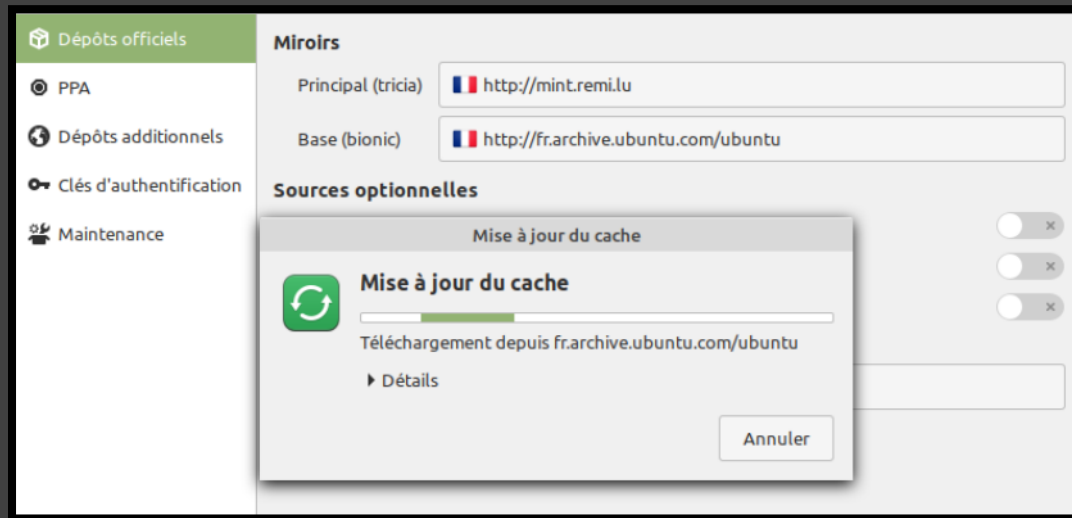 Dépôts officiels
PPA
Dépôts additionnels
Clés d'authentification
Maintenance
Miroirs
Principal (tricia) http://mint.remi.lu
Base (bionic) http://fr.archive.ubuntu.com/ubuntu
Sources optionnelles
Mise à jour du cache
Mise à jour du cache
Téléchargement depuis fr.archive.ubuntu.com/ubuntu
Détails
Annuler